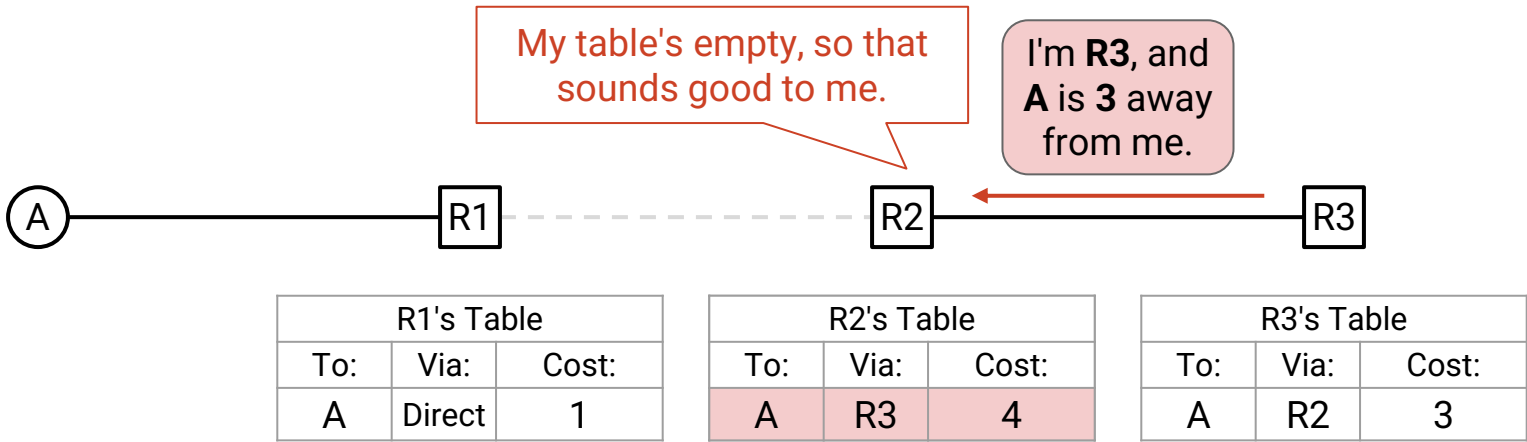 My table's empty, so that
sounds good to me.
I'm R3, and
A is 3 away
from me.
A
R1
R2
R3
R1's Table
To: Via: Cost:
A Direct 1
R2's Table
To: Via: Cost:
A R3 4
R3's Table
To: Via: Cost:
A R2 3